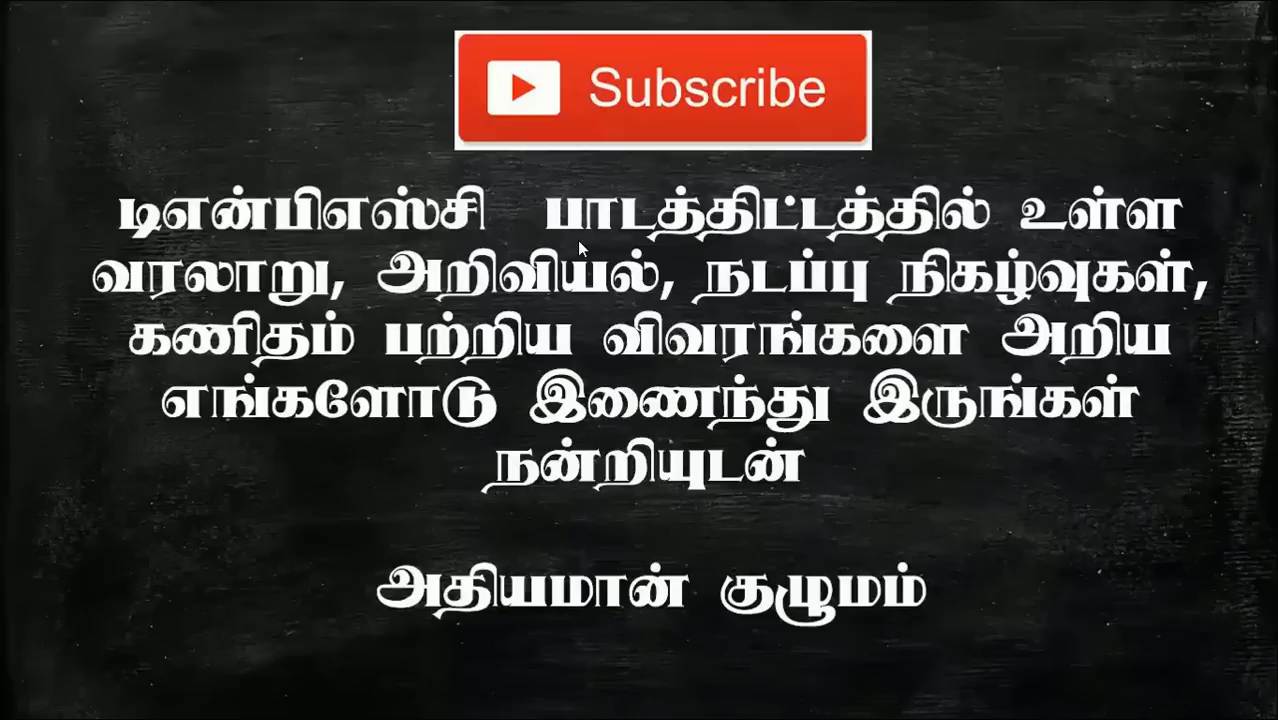 Subscribe
டிஎன்பிஎஸ்சி பாடத்திட்டத்தில் உள்ள
வரலாறு, அறிவியல், நடப்பு நிகழ்வுகள்,
கணிதம் பற்றிய விவரங்களை அறிய
எங்களோடு இணைந்து இருங்கள்
நன்றியுடன்
அதியமான் குழுமம்